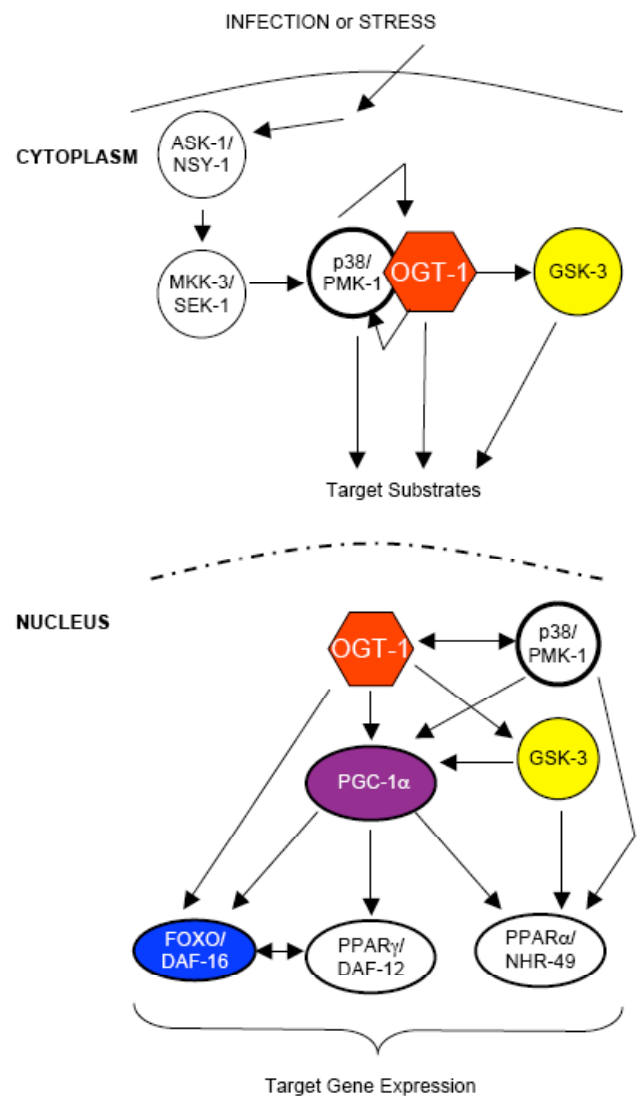 INFECTION or STRESS
ASK-1/
NSY-1
CYTOPLASM
MKK-3/
SEK-1
p38/
PMK-1
OGT-1
GSK-3
Target Substrates
NUCLEUS
OGT-1
p38/
PMK-1
GSK-3
PGC-1α
FOXO/
DAF-16
PPARγ/
DAF-12
PPARα/
NHR-49
Target Gene Expression